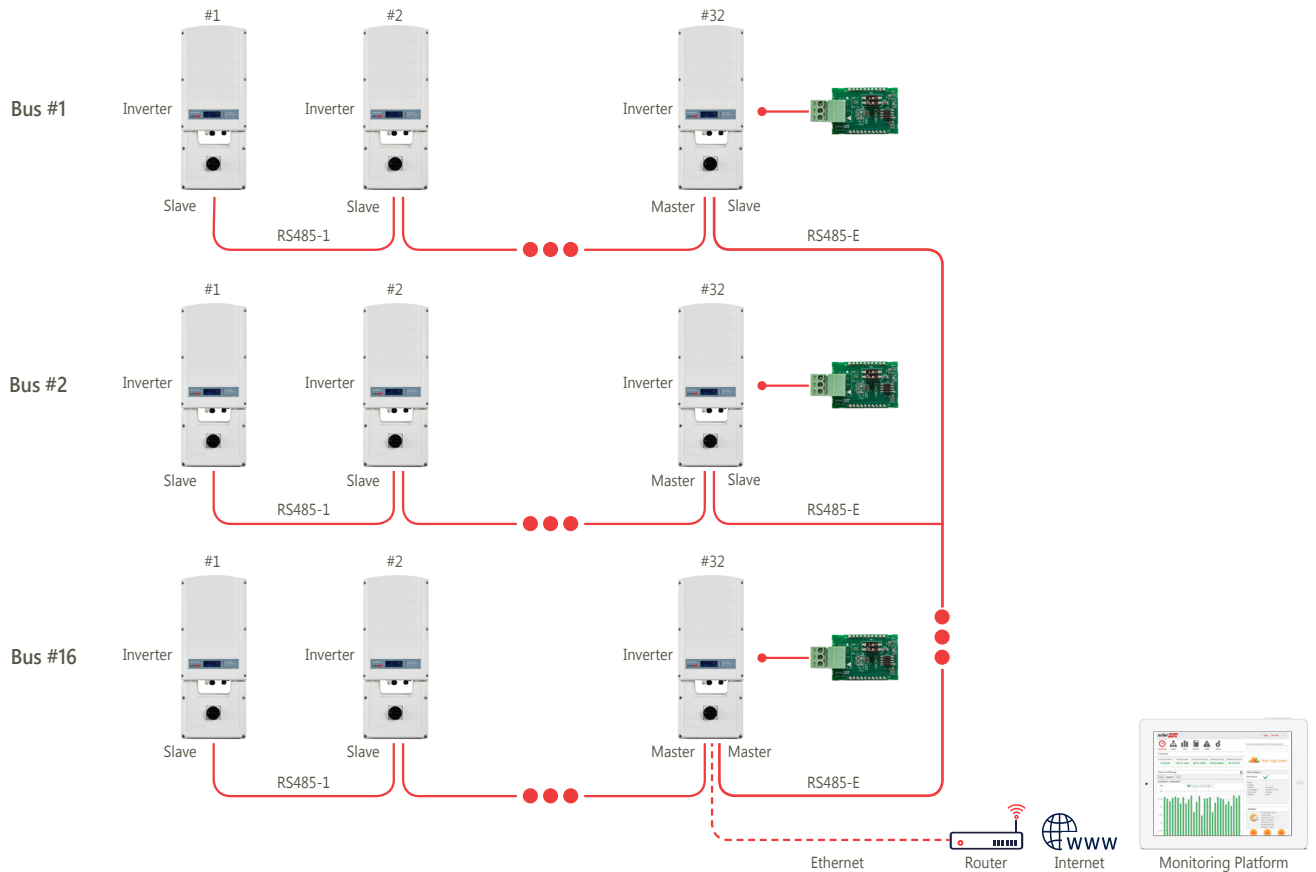 #1
#2
#32
Bus #1
Inverter
Inverter
Inverter
Slave
Slave
Master
Slave
RS485-1
RS485-E
#1
#2
#32
Bus #2
Inverter
Inverter
Inverter
Slave
Slave
Master
Slave
RS485-1
RS485-E
#1
#2
#32
Bus #16
Inverter
Inverter
Inverter
Slave
Slave
Master
Master
RS485-1
RS485-E
www
Ethernet
Router
Internet
Monitoring Platform